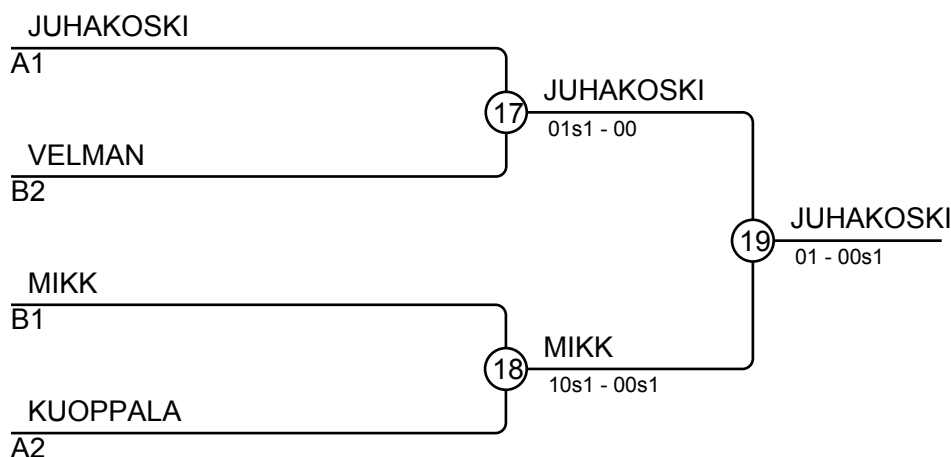 JUHAKOSKI
A1
17
JUHAKOSKI
01s1 - 00
VELMAN
B2
19
JUHAKOSKI
01 - 00s1
MIKK
B1
18
MIKK
10s1 - 00s1
KUOPPALA
A2